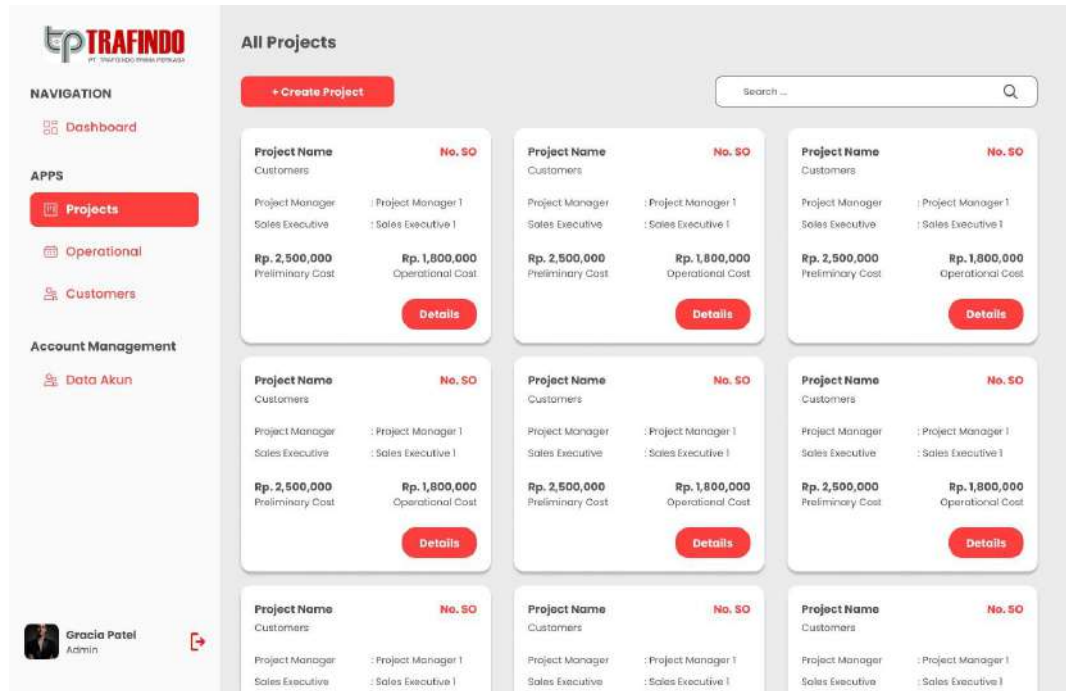 tp TRAFINDO
PT. TRAFOINDO PRIMA PERKASA
NAVIGATION
Dashboard
APPS
Projects
Operational
Customers
Account Management
Data Akun
Gracia Patel
Admin
All Projects
+ Create Project
Search ...
Project Name No. SO
Customers
Project Manager : Project Manager 1
Sales Executive : Sales Executive 1
Rp. 2,500,000 Rp. 1,800,000
Preliminary Cost Operational Cost
Details
Project Name No. SO
Customers
Project Manager : Project Manager 1
Sales Executive : Sales Executive 1
Rp. 2,500,000 Rp. 1,800,000
Preliminary Cost Operational Cost
Details
Project Name No. SO
Customers
Project Manager : Project Manager 1
Sales Executive : Sales Executive 1
Rp. 2,500,000 Rp. 1,800,000
Preliminary Cost Operational Cost
Details
Project Name No. SO
Customers
Project Manager : Project Manager 1
Sales Executive : Sales Executive 1
Rp. 2,500,000 Rp. 1,800,000
Preliminary Cost Operational Cost
Details
Project Name No. SO
Customers
Project Manager : Project Manager 1
Sales Executive : Sales Executive 1
Rp. 2,500,000 Rp. 1,800,000
Preliminary Cost Operational Cost
Details
Project Name No. SO
Customers
Project Manager : Project Manager 1
Sales Executive : Sales Executive 1
Rp. 2,500,000 Rp. 1,800,000
Preliminary Cost Operational Cost
Details
Project Name No. SO
Customers
Project Manager : Project Manager 1
Sales Executive : Sales Executive 1
Project Name No. SO
Customers
Project Manager : Project Manager 1
Sales Executive : Sales Executive 1
Project Name No. SO
Customers
Project Manager : Project Manager 1
Sales Executive : Sales Executive 1